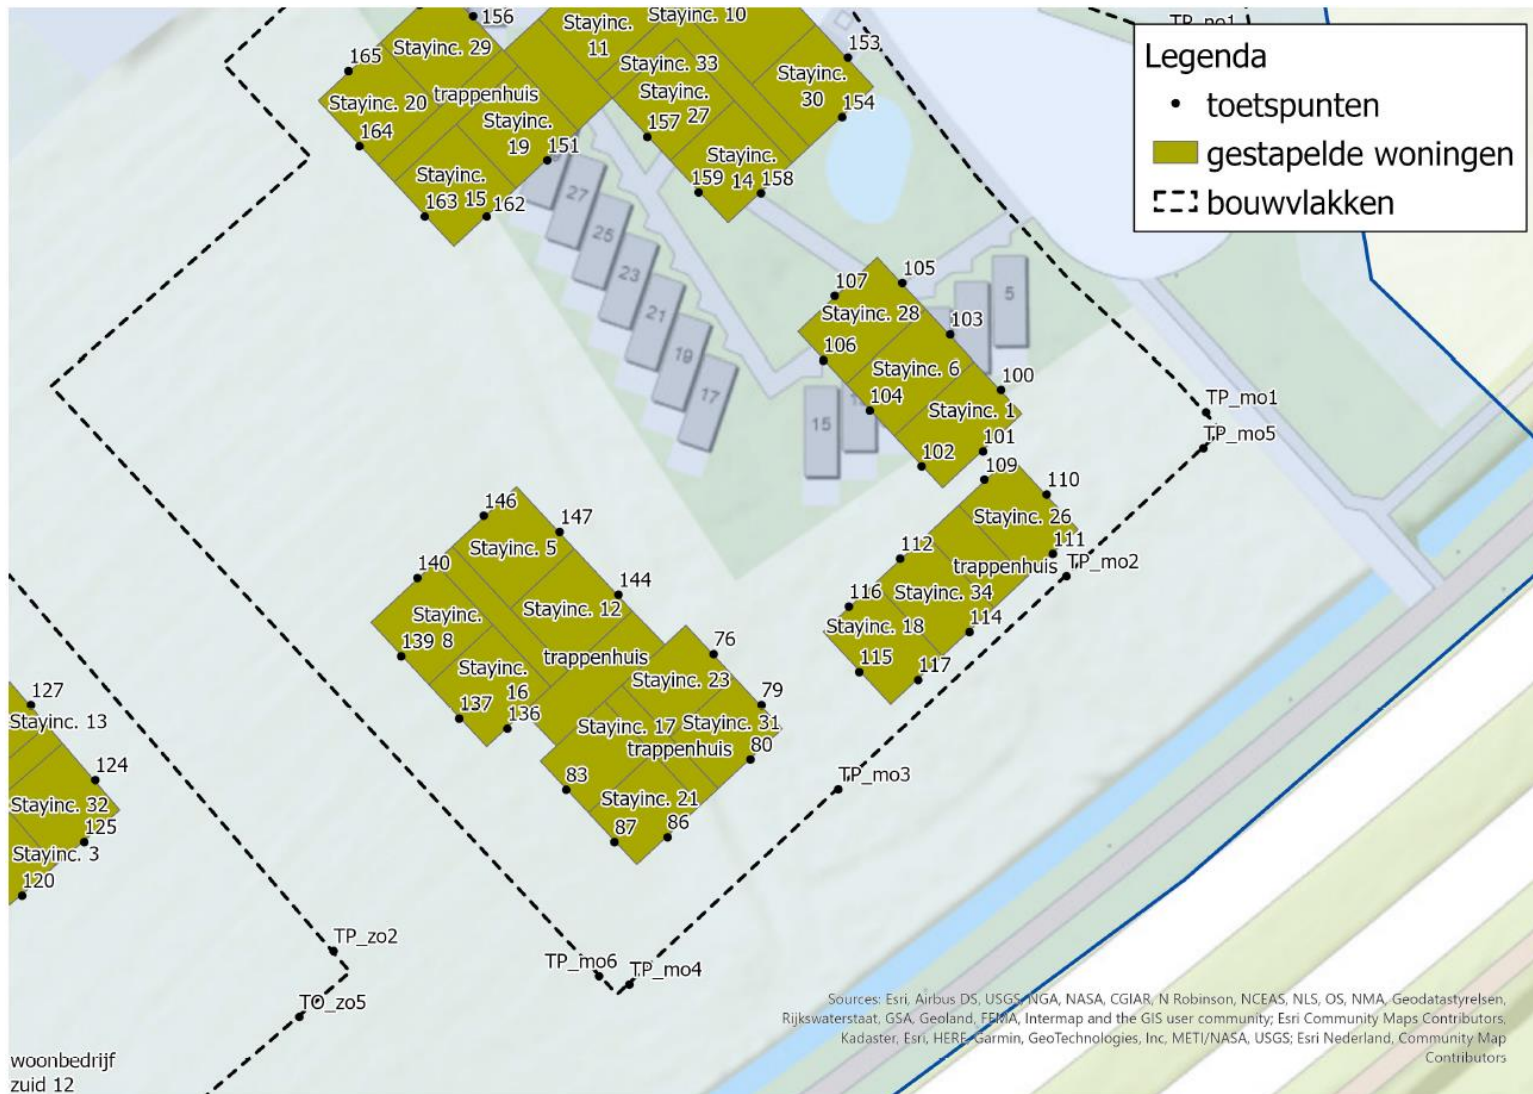 156
165
Stayinc. 29
Stayinc. 20
trappenhuis
164
Stayinc.
19
151
Stayinc.
15
163
162
Stayinc.
11
Stayinc. 10
Stayinc. 33
Stayinc.
27
157
Stayinc.
30
153
154
Stayinc.
14
159
158
TP_no1
Legenda
toetspunten
gestapelde woningen
bouwvlakken
27
25
23
21
19
17
15
5
107
105
Stayinc. 28
103
106
Stayinc. 6
104
100
Stayinc. 1
101
102
109
110
Stayinc. 26
111
112
trappenhuis
Stayinc. 34
116
Stayinc. 18
114
115
117
TP_mo1
TP_mo5
TP_mo2
TP_mo3
TP_mo4
TP_mo6
146
147
Stayinc. 5
140
144
Stayinc. 12
Stayinc.
8
139
trappenhuis
Stayinc.
16
137
136
76
Stayinc. 23
79
Stayinc. 17
Stayinc. 31
trappenhuis
80
83
Stayinc. 21
87
86
127
Stayinc. 13
124
Stayinc. 32
125
Stayinc. 3
120
TP_zo2
TO_zo5
woonbedrijf
zuid 12
Sources: Esri, Airbus DS, USGS, NGA, NASA, CGIAR, N Robinson, NCEAS, NLS, OS, NMA, Geodatastyrelsen,
Rijkswaterstaat, GSA, Geoland, FEMA, Intermap and the GIS user community; Esri Community Maps Contributors,
Kadaster, Esri, HERE, Garmin, GeoTechnologies, Inc, METI/NASA, USGS; Esri Nederland, Community Map
Contributors